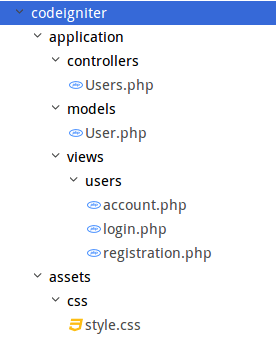 codeigniter
application
controllers
Users.php
models
User.php
views
users
account.php
login.php
registration.php
assets
css
style.css